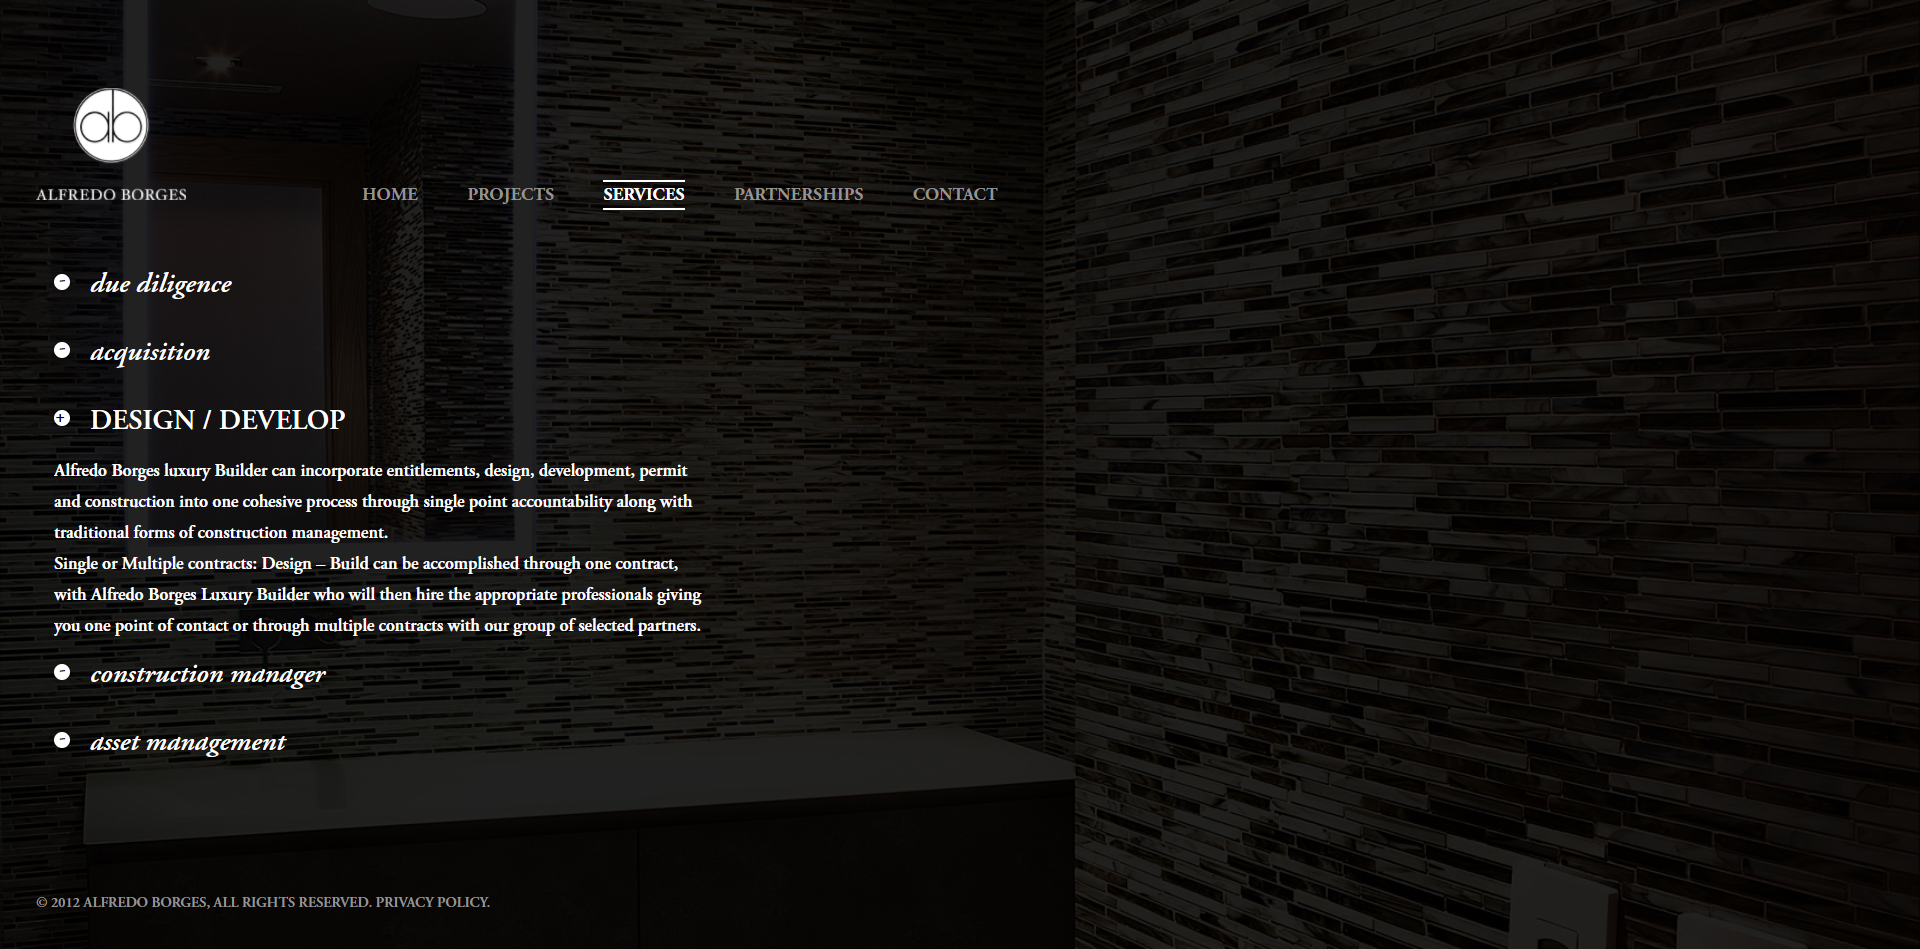 ab
ALFREDO BORGES
HOME PROJECTS SERVICES PARTNERSHIPS CONTACT
- due diligence
- acquisition
+ DESIGN / DEVELOP
Alfredo Borges luxury Builder can incorporate entitlements, design, development, permit
and construction into one cohesive process through single point accountability along with
traditional forms of construction management.
Single or Multiple contracts: Design – Build can be accomplished through one contract,
with Alfredo Borges Luxury Builder who will then hire the appropriate professionals giving
you one point of contact or through multiple contracts with our group of selected partners.
- construction manager
- asset management
© 2012 ALFREDO BORGES, ALL RIGHTS RESERVED. PRIVACY POLICY.